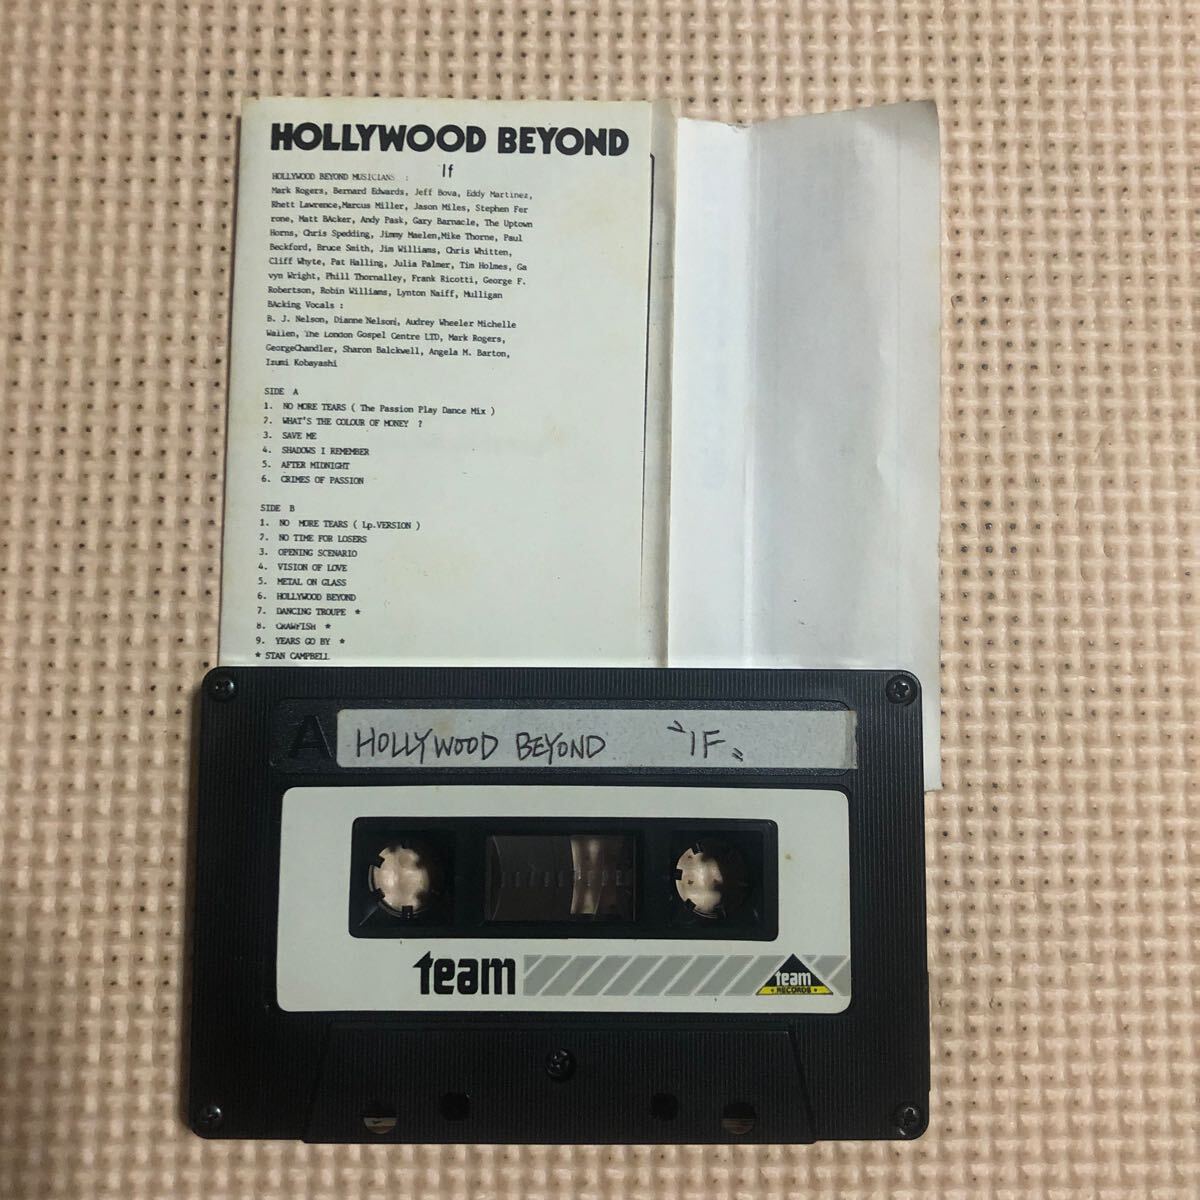 HOLLYWOOD BEYOND
If
HOLLYWOOD BEYOND MUSICIANS :
Mark Rogers, Bernard Edwards, Jeff Bova, Eddy Martinez,
Rhett Lawrence,Marcus Miller, Jason Miles, Stephen Fer
rone, Matt BAcker, Andy Pask, Gary Barnacle, The Uptown
Horns, Chris Spedding, Jimmy Maelen,Mike Thorne, Paul
Beckford, Bruce Smith, Jim Williams, Chris Whitten,
Cliff Whyte, Pat Halling, Julia Palmer, Tim Holmes, Ga
vyn Wright, Phill Thornalley, Frank Ricotti, George F.
Robertson, Robin Williams, Lynton Naiff, Mulligan
BAcking Vocals :
B. J. Nelson, Dianne Nelson, Audrey Wheeler Michelle
Wallen, The London Gospel Centre LTD, Mark Rogers,
GeorgeChandler, Sharon Balckwell, Angela M. Barton,
Izumi Kobayashi
SIDE A
1. NO MORE TEARS ( The Passion Play Dance Mix )
2. WHAT'S THE COLOUR OF MONEY ?
3. SAVE ME
4. SHADOWS I REMEMBER
5. AFTER MIDNIGHT
6. CRIMES OF PASSION
SIDE B
1. NO MORE TEARS ( Lp.VERSION )
2. NO TIME FOR LOSERS
3. OPENING SCENARIO
4. VISION OF LOVE
5. METAL ON GLASS
6. HOLLYWOOD BEYOND
7. DANCING TROUPE *
8. CRAWFISH *
9. YEARS GO BY *
* STAN CAMPBELL
A
HOLLYWOOD BEYOND "IF"
team
team
RECORDS